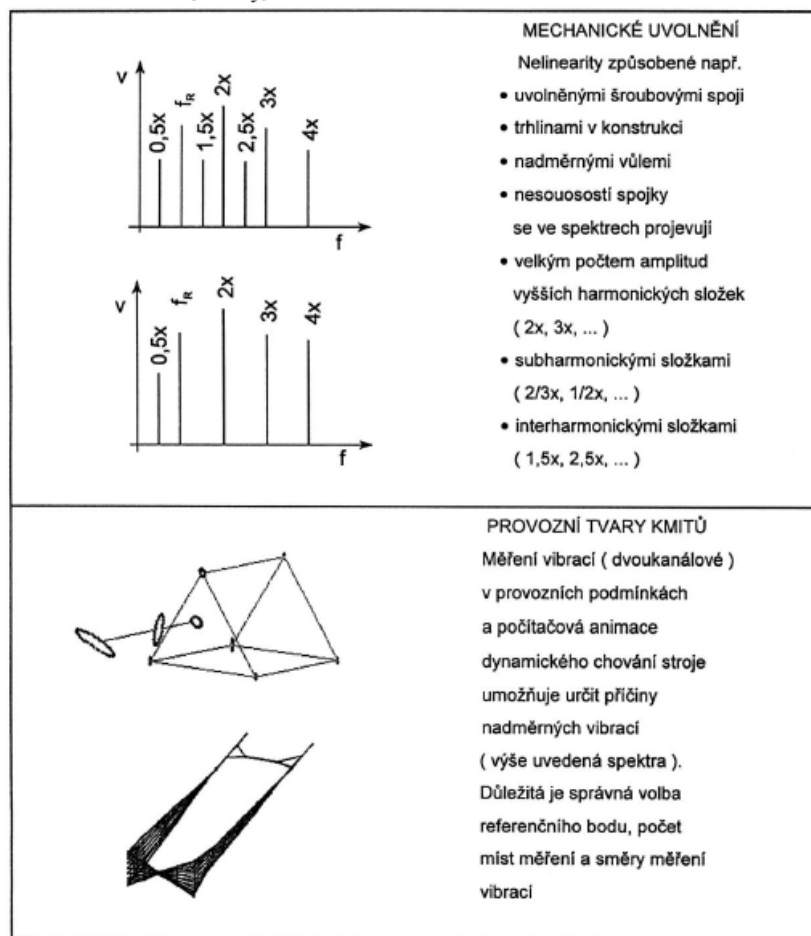 MECHANICKÉ UVOLNĚNÍ
Nelinearity způsobené např.
• uvolněnými šroubovými spoji
• trhlinami v konstrukci
• nadměrnými vůlemi
• nesouosostí spojky
se ve spektrech projevují
• velkým počtem amplitud
vyšších harmonických složek
( 2x, 3x, ... )
• subharmonickými složkami
( 2/3x, 1/2x, ... )
• interharmonickými složkami
( 1,5x, 2,5x, ... )
v
0,5x
fR
1,5x
2x
2,5x
3x
4x
f
v
0,5x
fR
2x
3x
4x
f
PROVOZNÍ TVARY KMITŮ
Měření vibrací ( dvoukanálové )
v provozních podmínkách
a počítačová animace
dynamického chování stroje
umožňuje určit příčiny
nadměrných vibrací
( výše uvedená spektra ).
Důležitá je správná volba
referenčního bodu, počet
míst měření a směry měření
vibrací